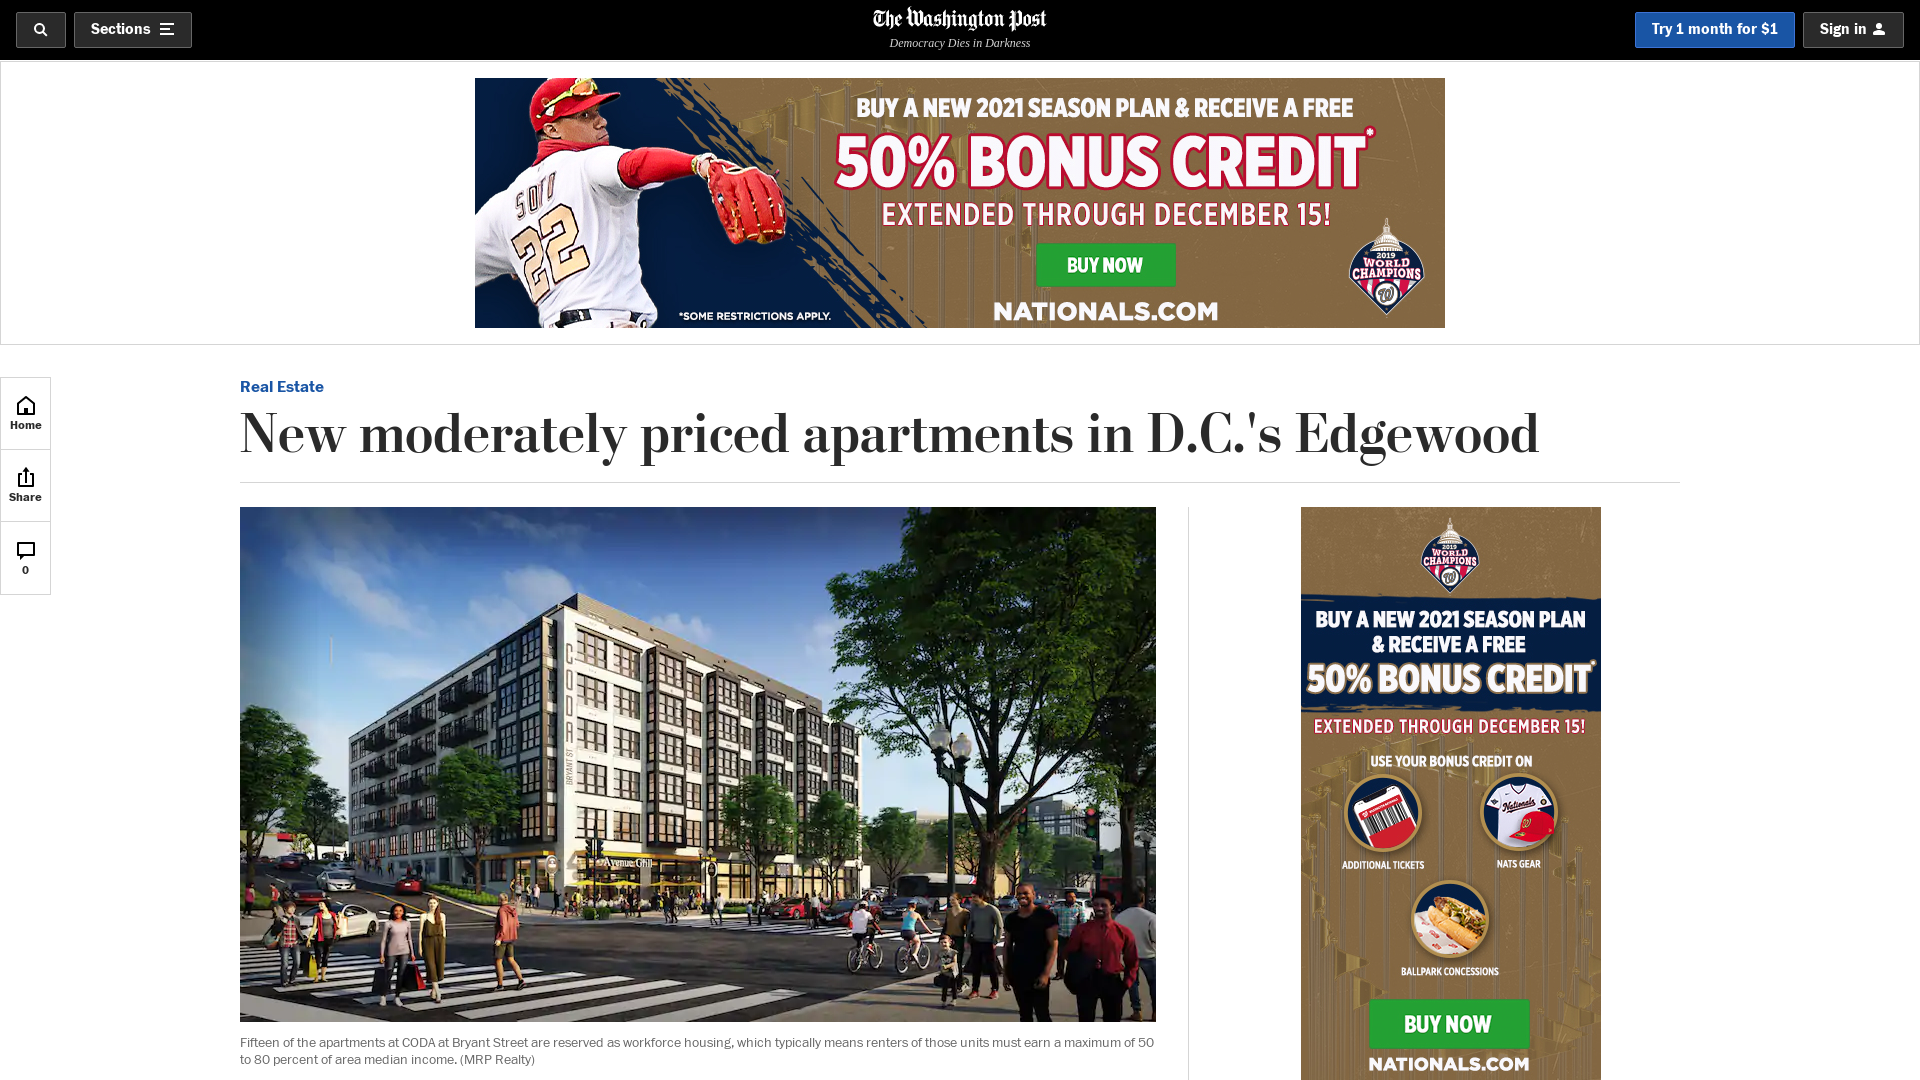 Sections
The Washington Post
Democracy Dies in Darkness
Try 1 month for $1
Sign in
SOTO
22
BUY A NEW 2021 SEASON PLAN & RECEIVE A FREE
50% BONUS CREDIT*
EXTENDED THROUGH DECEMBER 15!
BUY NOW
NATIONALS.COM
*SOME RESTRICTIONS APPLY.
2019
WORLD
CHAMPIONS
W
Home
Share
0
Real Estate
New moderately priced apartments in D.C.'s Edgewood
CODA
BRYANT ST
Avenue Grill
Fifteen of the apartments at CODA at Bryant Street are reserved as workforce housing, which typically means renters of those units must earn a maximum of 50
to 80 percent of area median income. (MRP Realty)
2019
WORLD
CHAMPIONS
W
BUY A NEW 2021 SEASON PLAN
& RECEIVE A FREE
50% BONUS CREDIT*
EXTENDED THROUGH DECEMBER 15!
USE YOUR BONUS CREDIT ON
Nationals
W
ADDITIONAL TICKETS
NATS GEAR
BALLPARK CONCESSIONS
BUY NOW
NATIONALS.COM